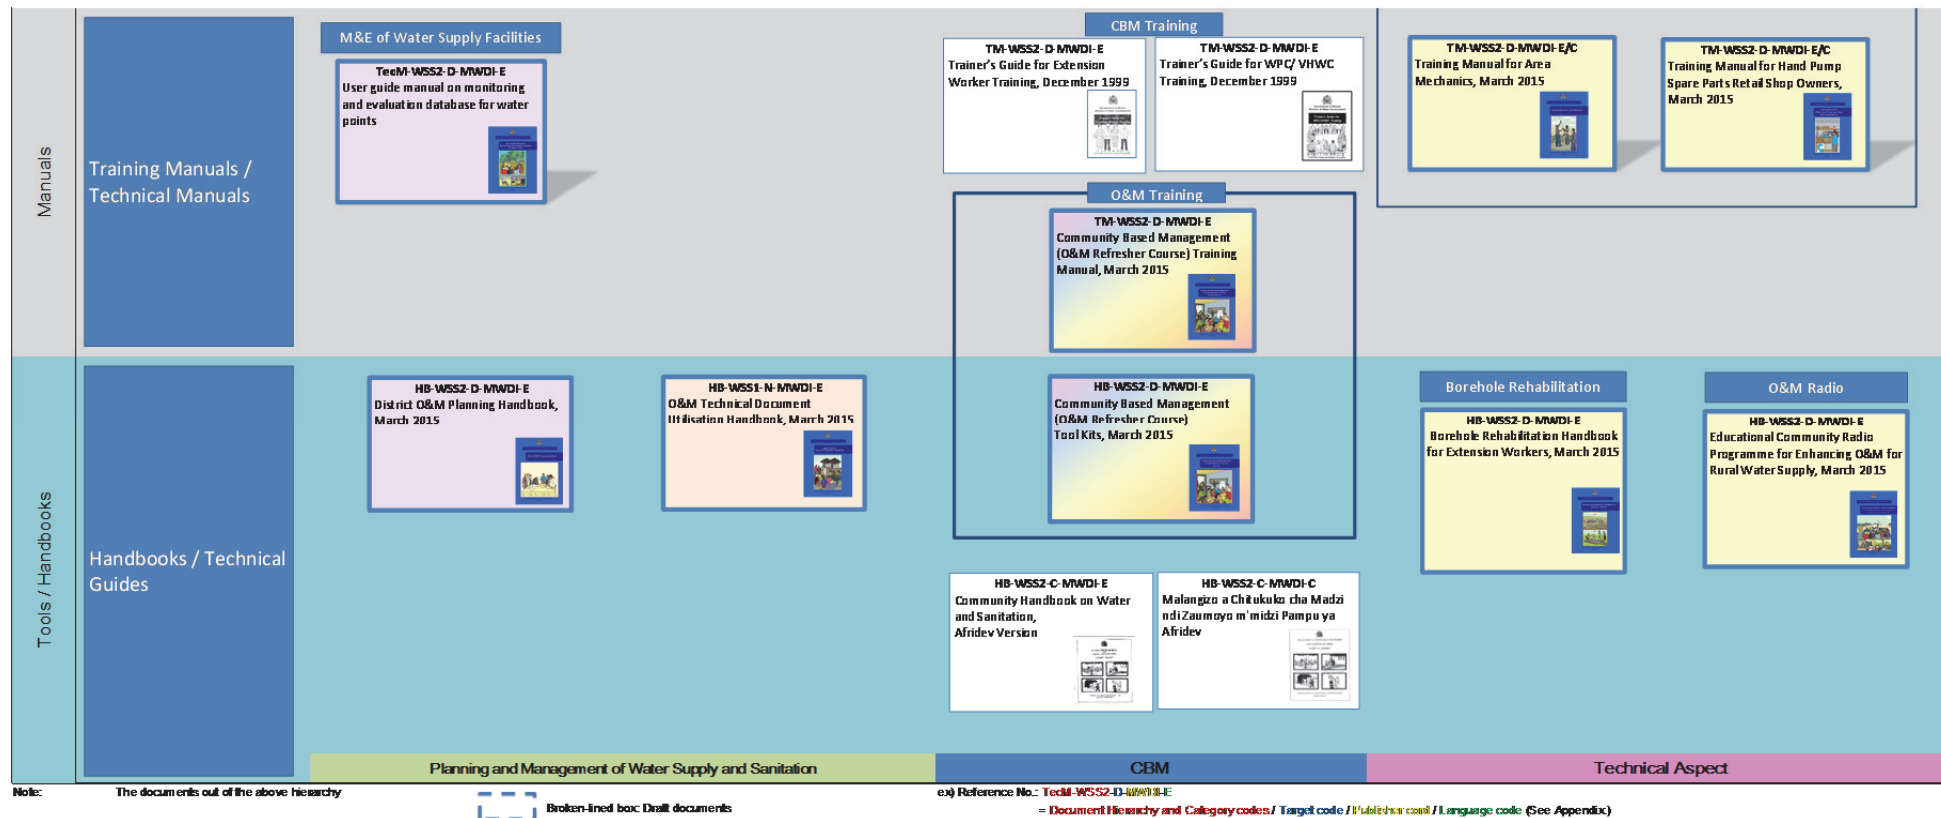 Manuals
Training Manuals /
Technical Manuals
M&E of Water Supply Facilities
TecM-WSS2-D-MWDI-E
User guide manual on monitoring
and evaluation database for water
points
CBM Training
TM-WSS2-D-MWDI-E
Trainer's Guide for Extension
Worker Training, December 1999
TM-WSS2-D-MWDI-E
Trainer's Guide for WPC/ VHWC
Training, December 1999
TM-WSS2-D-MWDI-E/C
Training Manual for Area
Mechanics, March 2015
TM-WSS2-D-MWDI-E/C
Training Manual for Hand Pump
Spare Parts Retail Shop Owners,
March 2015
O&M Training
TM-WSS2-D-MWDI-E
Community Based Management
(O&M Refresher Course) Training
Manual, March 2015
Tools / Handbooks
Handbooks / Technical
Guides
HB-WSS2-D-MWDI-E
District O&M Planning Handbook,
March 2015
HB-WSS1-N-MWDI-E
O&M Technical Document
Utilisation Handbook, March 2015
HB-WSS2-D-MWDI-E
Community Based Management
(O&M Refresher Course)
Tool Kits, March 2015
Borehole Rehabilitation
HB-WSS2-D-MWDI-E
Borehole Rehabilitation Handbook
for Extension Workers, March 2015
O&M Radio
HB-WSS2-D-MWDI-E
Educational Community Radio
Programme for Enhancing O&M for
Rural Water Supply, March 2015
HB-WSS2-C-MWDI-E
Community Handbook on Water
and Sanitation,
Afridev Version
HB-WSS2-C-MWDI-C
Malangizo a Chitukuko cha Madzi
ndi Zaumoyo m'midzi Pampu ya
Afridev
Planning and Management of Water Supply and Sanitation
CBM
Technical Aspect
Note:
The documents out of the above hierarchy
Broken-lined box: Draft documents
ex) Reference No.: TecM-WSS2-D-MWDI-E
= Document Hierarchy and Category codes / Target code / Publisher cord / Language code (See Appendix)